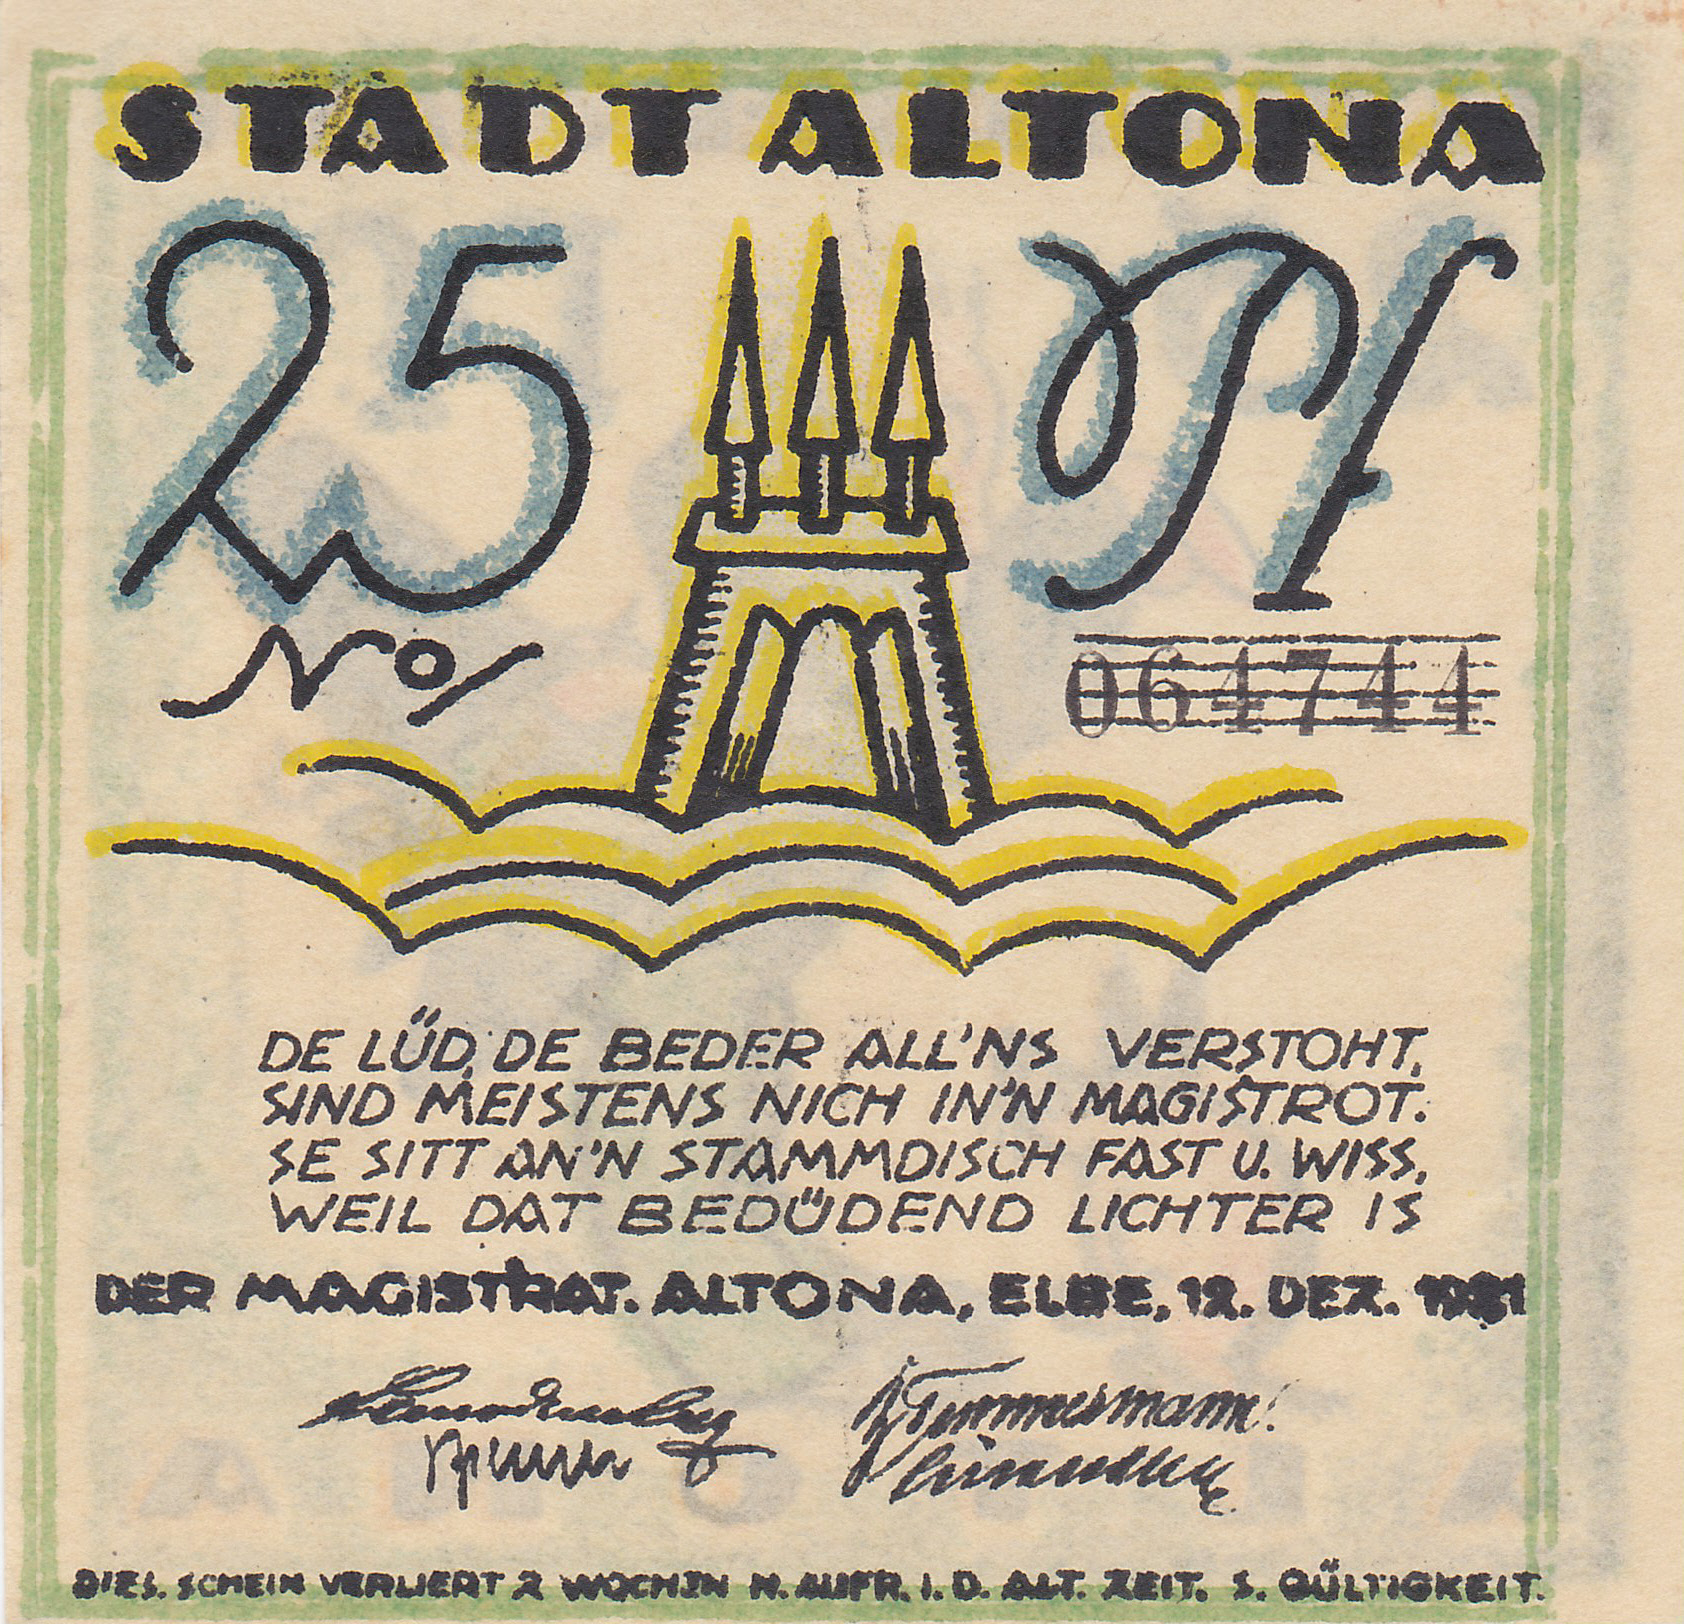 STADT ALTONA
25 Pf
No/ 064744
DE LÜD, DE BEDER ALL'NS VERSTOHT,
SIND MEISTENS NICH IN'N MAGISTROT.
SE SITT AN'N STAMMDISCH FAST U. WISS,
WEIL DAT BEDÜDEND LICHTER IS
DER MAGISTRAT. ALTONA, ELBE, 12. DEZ. 1921
DIES. SCHEIN VERLIERT 2 WOCHEN N. AUFR. I. D. ALT. ZEIT. S. GÜLTIGKEIT.